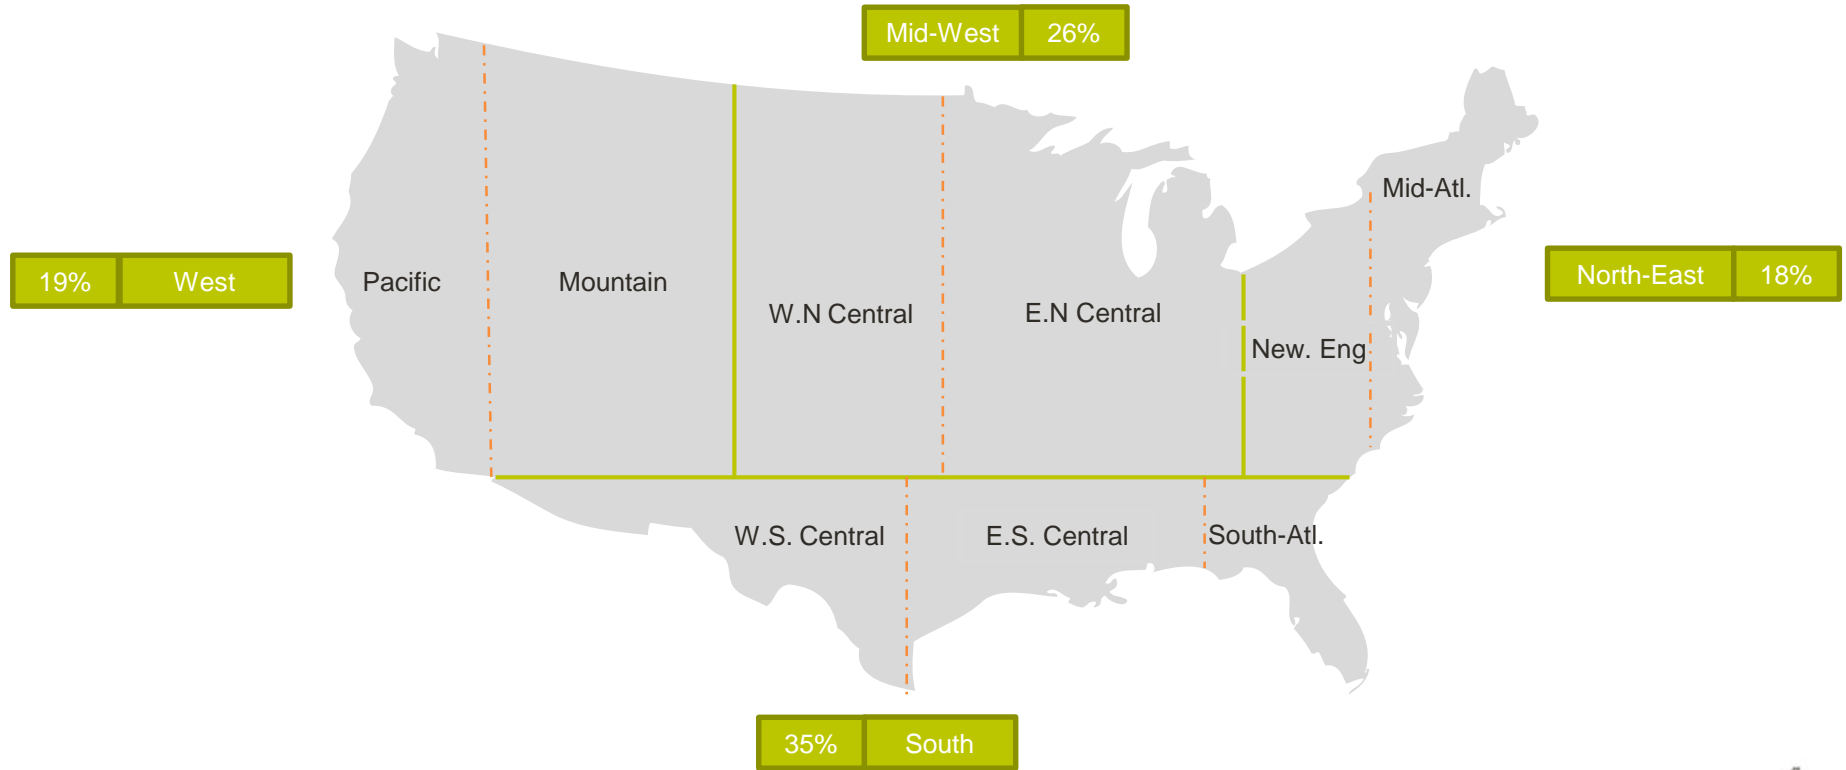 Mid-West 26%
Mid-Atl.
19% West
Pacific
Mountain
North-East 18%
W.N Central
E.N Central
New. Eng
W.S. Central
E.S. Central
South-Atl.
35% South